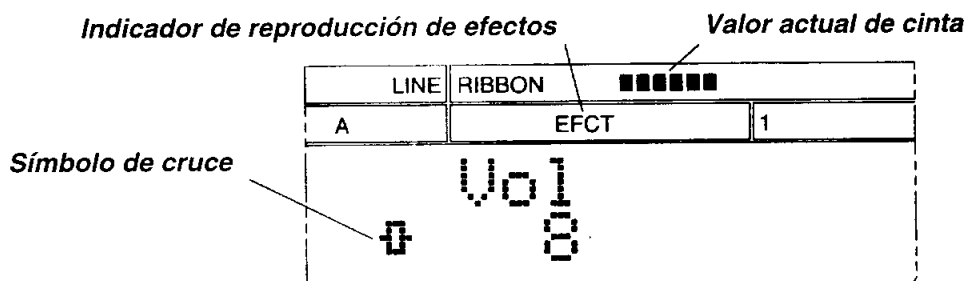 Indicador de reproducción de efectos
Valor actual de cinta
LINE RIBBON
A EFCT 1
Símbolo de cruce
Vol
8